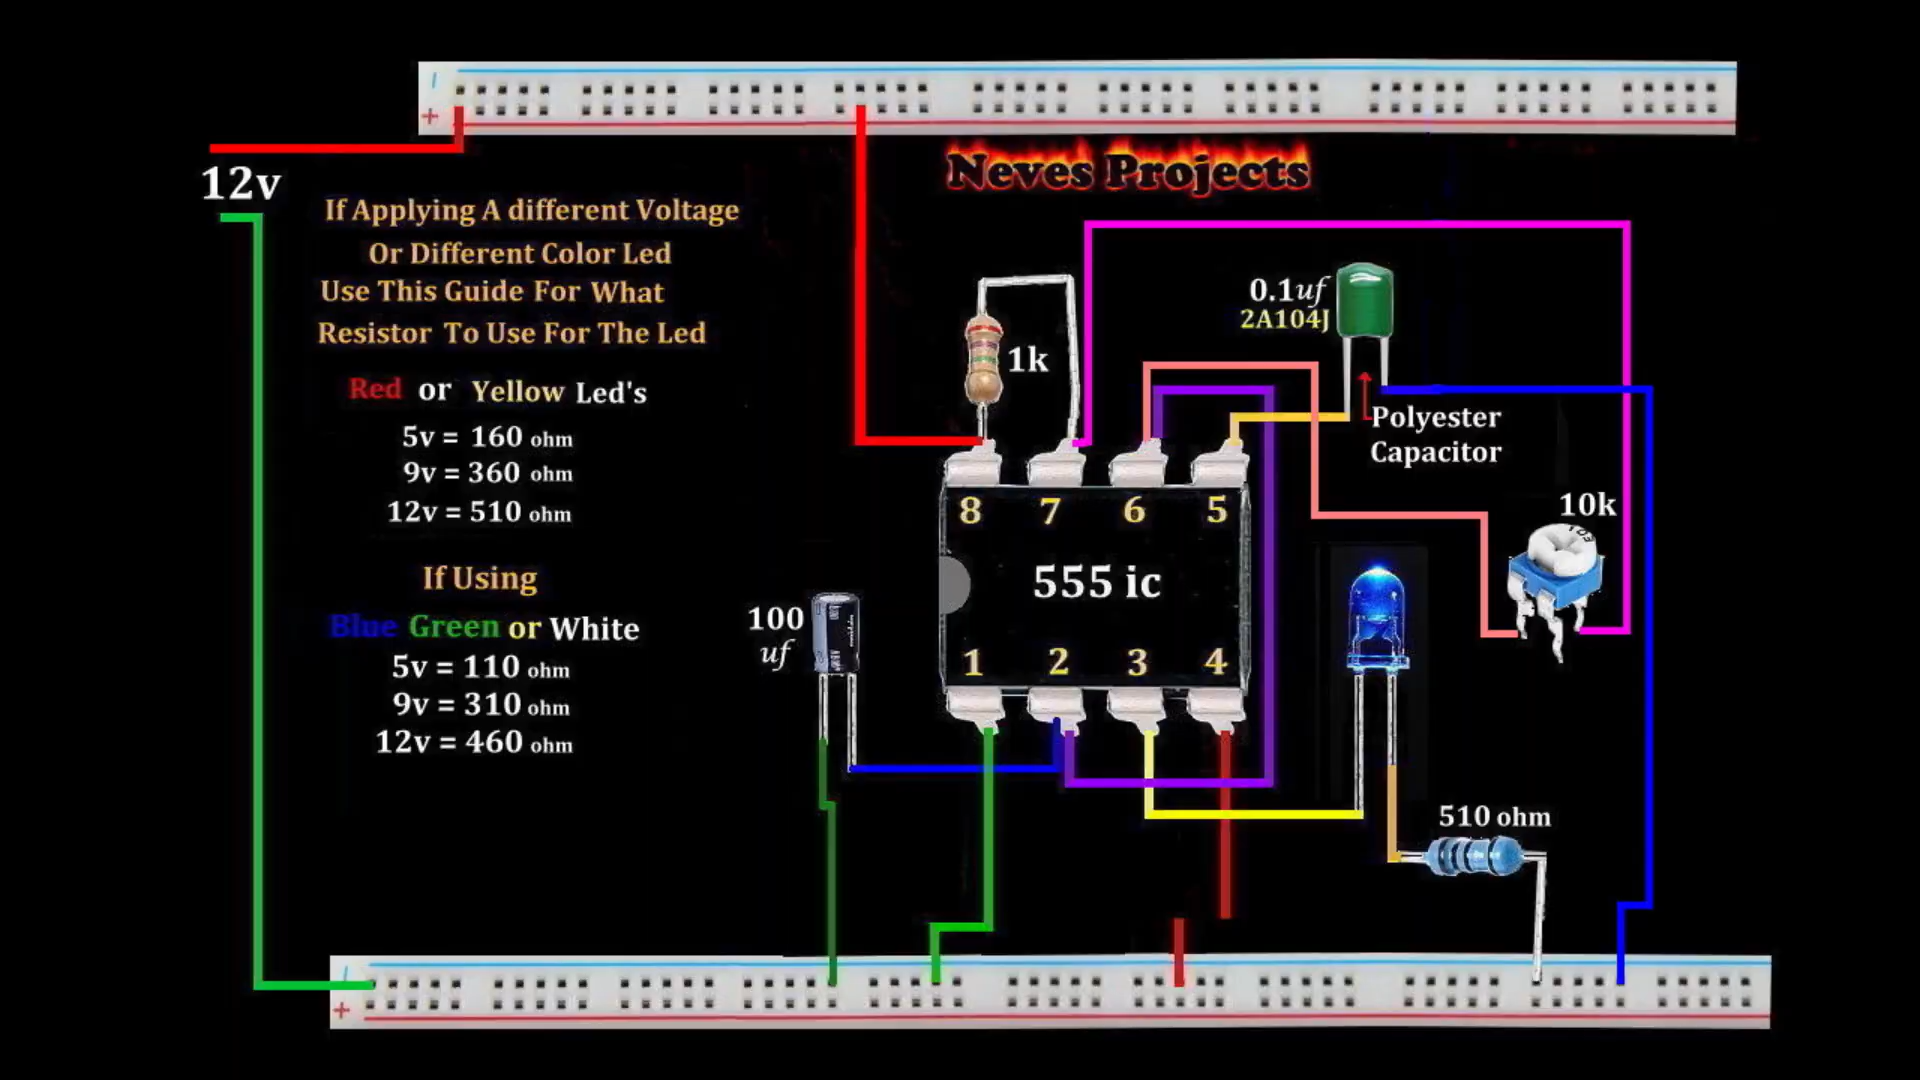 Neves Projects
12v
If Applying A different Voltage
Or Different Color Led
Use This Guide For What
Resistor To Use For The Led
Red or Yellow Led's
5v = 160 ohm
9v = 360 ohm
12v = 510 ohm
If Using
Blue Green or White
5v = 110 ohm
9v = 310 ohm
12v = 460 ohm
1k
0.1uf
2A104J
Polyester
Capacitor
10k
8 7 6 5
555 ic
1 2 3 4
100
uf
510 ohm